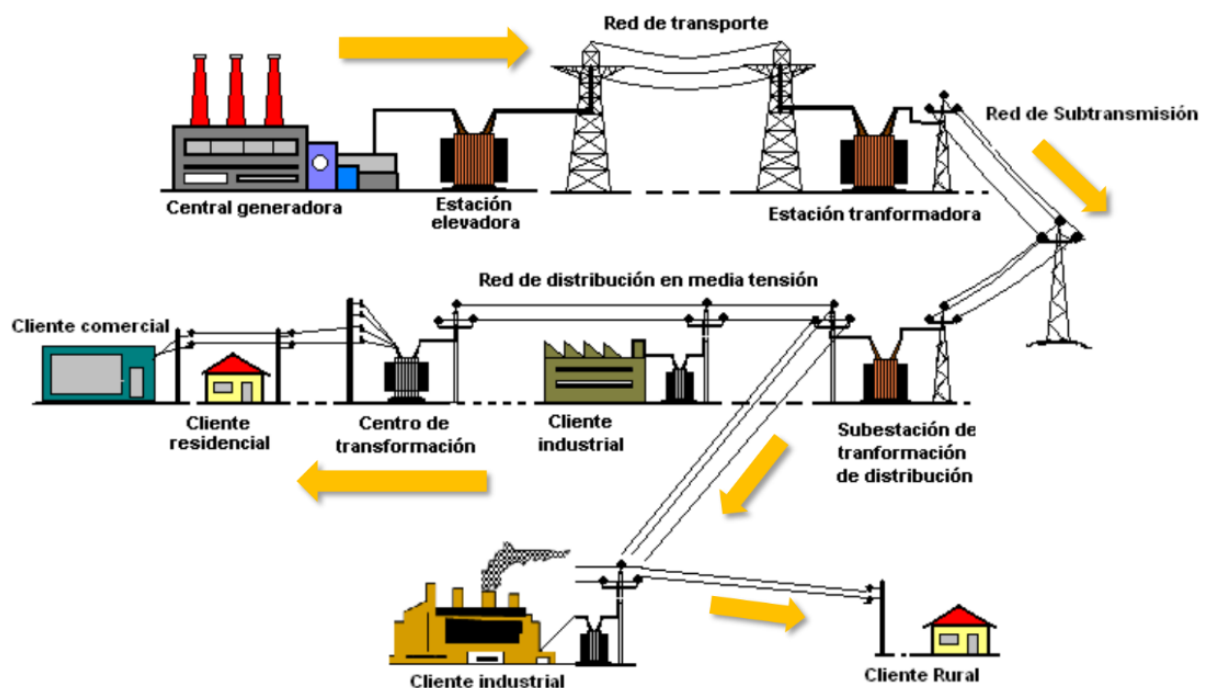 Red de transporte
Red de Subtransmisión
Central generadora
Estación
elevadora
Estación tranformadora
Red de distribución en media tensión
Cliente comercial
Cliente
residencial
Centro de
transformación
Cliente
industrial
Subestación de
tranformación
de distribución
Cliente industrial
Cliente Rural